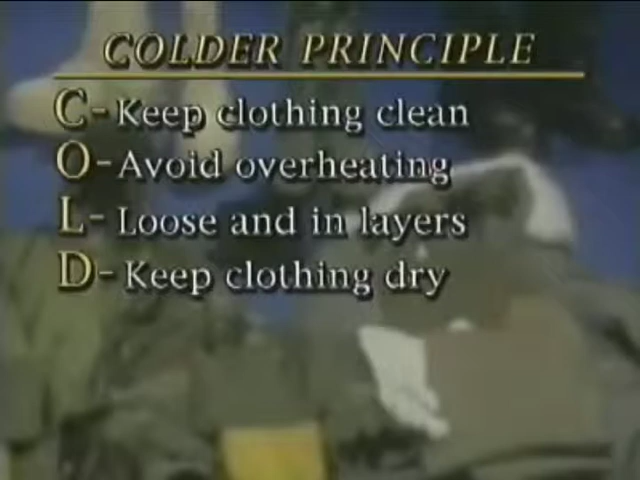 COLDER PRINCIPLE
C- Keep clothing clean
O- Avoid overheating
L- Loose and in layers
D- Keep clothing dry